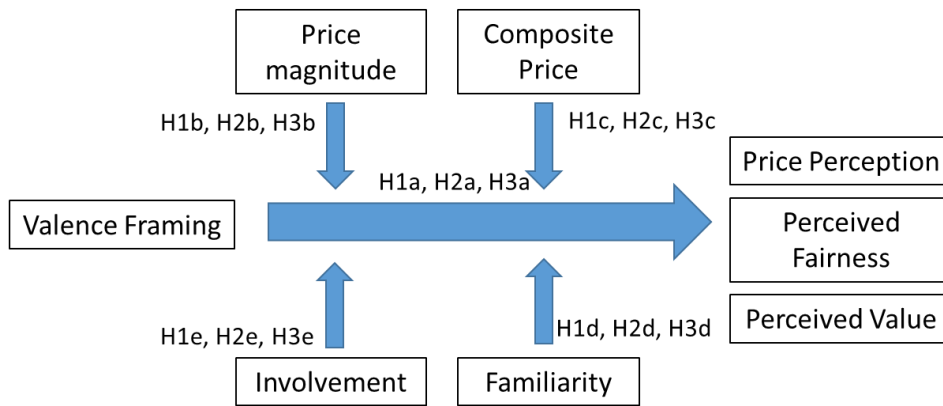 Price
magnitude
Composite
Price
H1b, H2b, H3b
H1c, H2c, H3c
H1a, H2a, H3a
Valence Framing
Price Perception
Perceived
Fairness
Perceived Value
H1e, H2e, H3e
H1d, H2d, H3d
Involvement
Familiarity